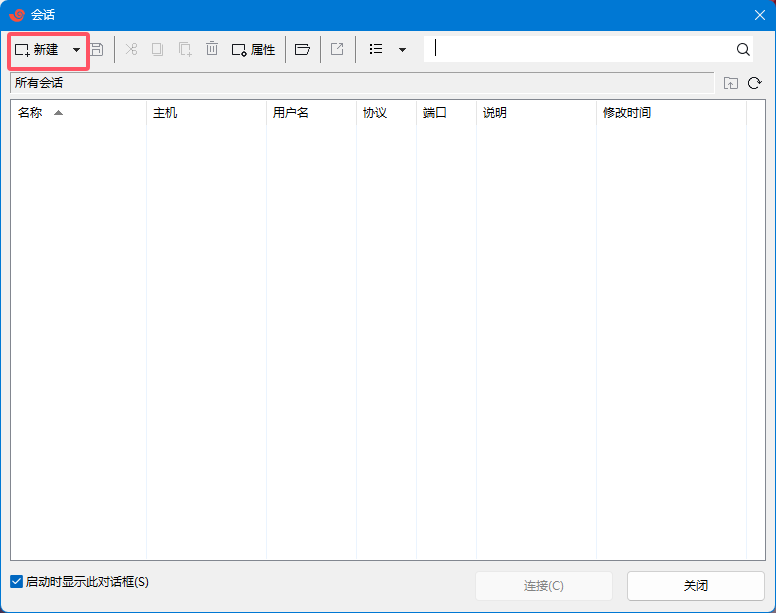 会话
新建 属性
所有会话
名称 主机 用户名 协议 端口 说明 修改时间
启动时显示此对话框(S) 连接(C) 关闭